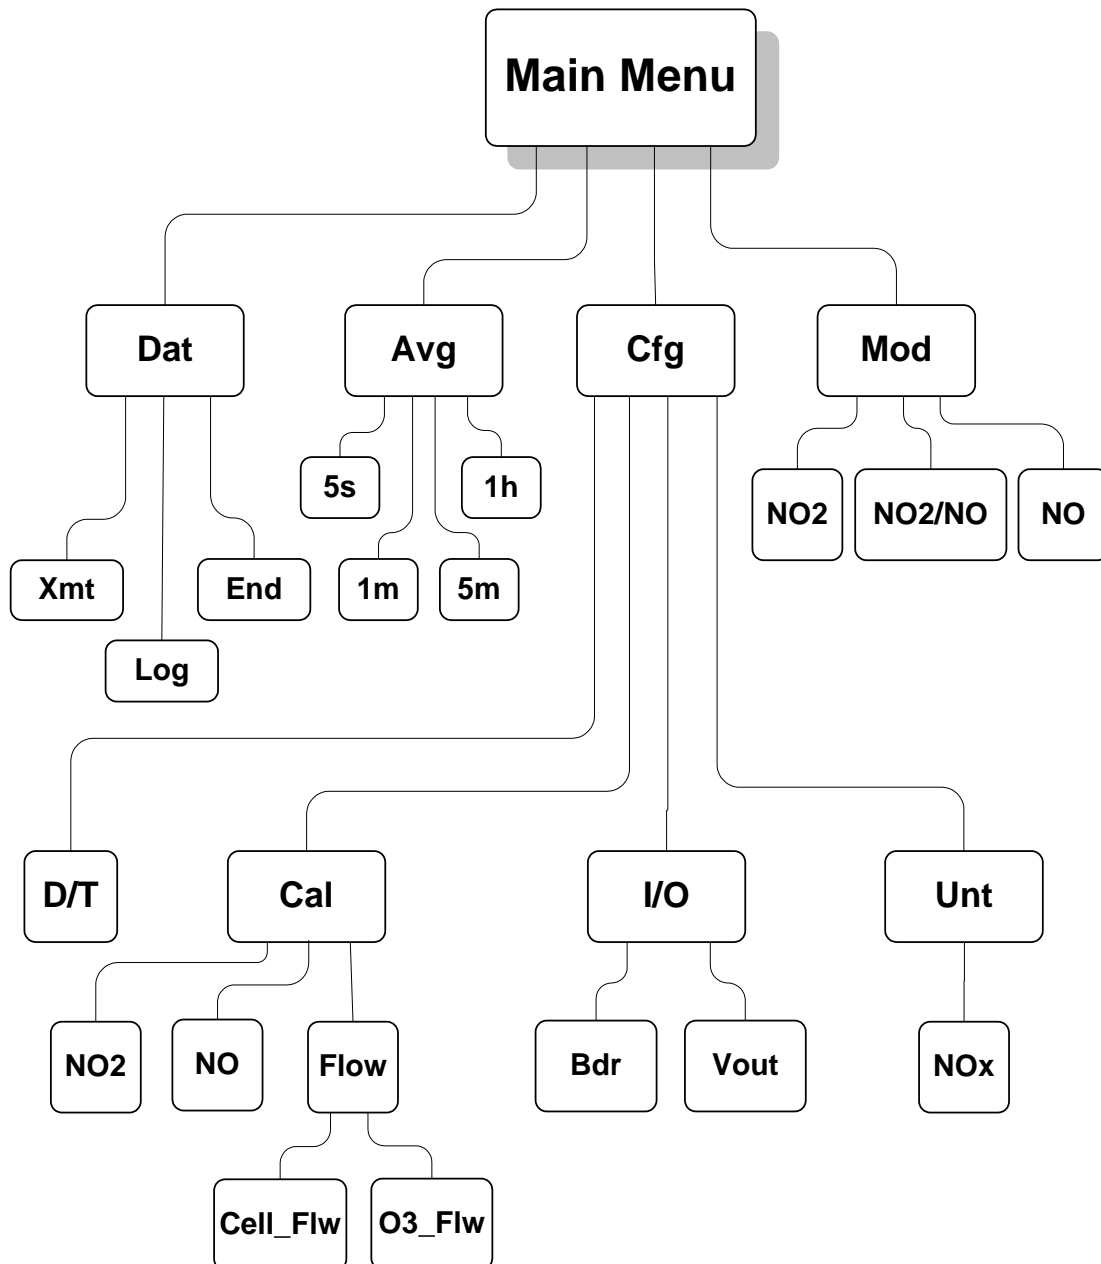 Main Menu
Dat
Avg
Cfg
Mod
5s
1h
NO2
NO2/NO
NO
Xmt
End
1m
5m
Log
D/T
Cal
I/O
Unt
NO2
NO
Flow
Bdr
Vout
NOx
Cell_Flw
O3_Flw